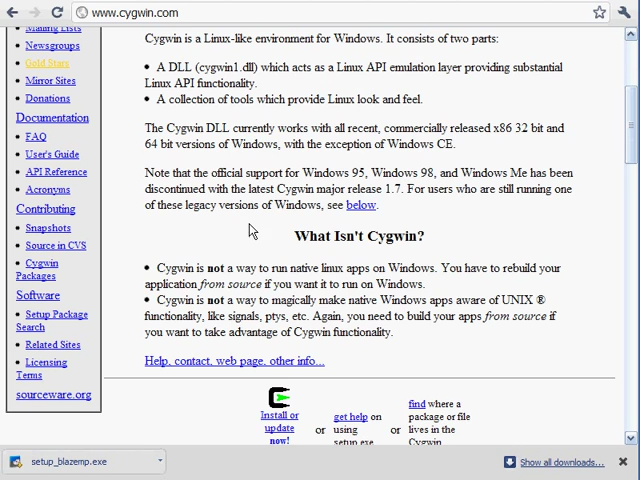 www.cygwin.com
Mailing Lists
Newsgroups
Gold Stars
Mirror Sites
Donations
Documentation
FAQ
User's Guide
API Reference
Acronyms
Contributing
Snapshots
Source in CVS
Cygwin
Packages
Software
Setup Package
Search
Related Sites
Licensing
Terms
sourceware.org
Cygwin is a Linux-like environment for Windows. It consists of two parts:
A DLL (cygwin1.dll) which acts as a Linux API emulation layer providing substantial
Linux API functionality.
A collection of tools which provide Linux look and feel.
The Cygwin DLL currently works with all recent, commercially released x86 32 bit and
64 bit versions of Windows, with the exception of Windows CE.
Note that the official support for Windows 95, Windows 98, and Windows Me has been
discontinued with the latest Cygwin major release 1.7. For users who are still running one
of these legacy versions of Windows, see below.
What Isn't Cygwin?
Cygwin is not a way to run native linux apps on Windows. You have to rebuild your
application from source if you want it to run on Windows.
Cygwin is not a way to magically make native Windows apps aware of UNIX ®
functionality, like signals, ptys, etc. Again, you need to build your apps from source if
you want to take advantage of Cygwin functionality.
Help, contact, web page, other info...
Install or
update
now!
or
get help on
using
setup.exe
or
find where a
package or file
lives in the
Cygwin
setup_blazemp.exe
Show all downloads...